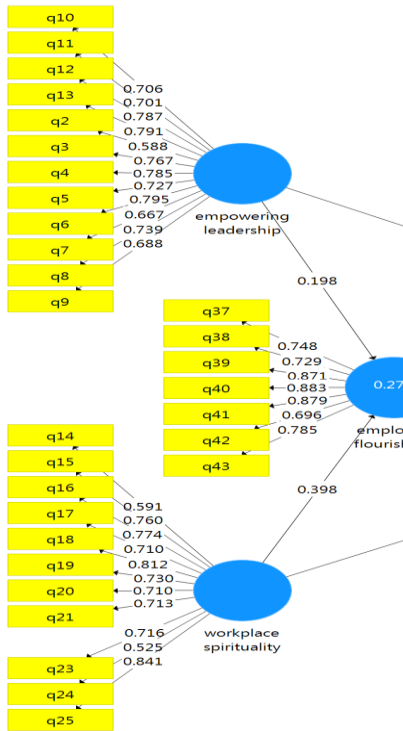 q10
q11
q12
q13
q2
q3
q4
q5
q6
q7
q8
q9
0.706
0.701
0.787
0.791
0.588
0.767
0.785
0.727
0.795
0.667
0.739
0.688
empowering
leadership
0.198
q37
q38
q39
q40
q41
q42
q43
0.748
0.729
0.871
0.883
0.879
0.696
0.785
0.27
emplo
flourish
0.398
q14
q15
q16
q17
q18
q19
q20
q21
q23
q24
q25
0.591
0.760
0.774
0.710
0.812
0.730
0.710
0.713
0.716
0.525
0.841
workplace
spirituality